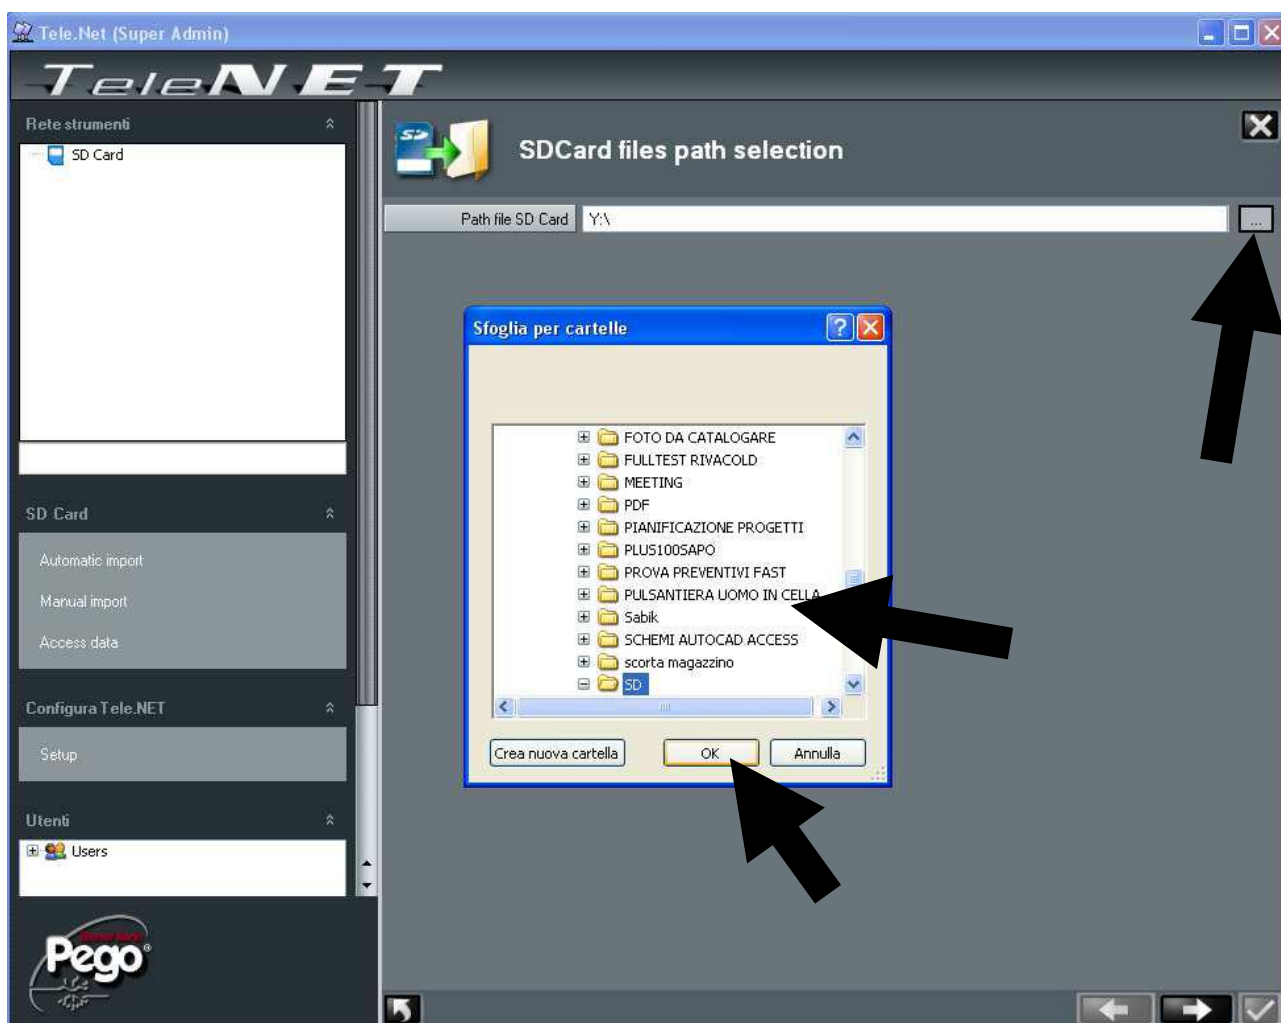 Tele.Net (Super Admin)
TeleNET
Rete strumenti
SD Card
SD Card
Automatic import
Manual import
Access data
Configura Tele.NET
Setup
Utenti
Users
Pego®
SD
SDCard files path selection
Path file SD Card Y:\ ...
Sfoglia per cartelle
FOTO DA CATALOGARE
FULLTEST RIVACOLD
MEETING
PDF
PIANIFICAZIONE PROGETTI
PLUS100SAPO
PROVA PREVENTIVI FAST
PULSANTIERA UOMO IN CELLA
Sabik
SCHEMI AUTOCAD ACCESS
scorta magazzino
SD
Crea nuova cartella OK Annulla